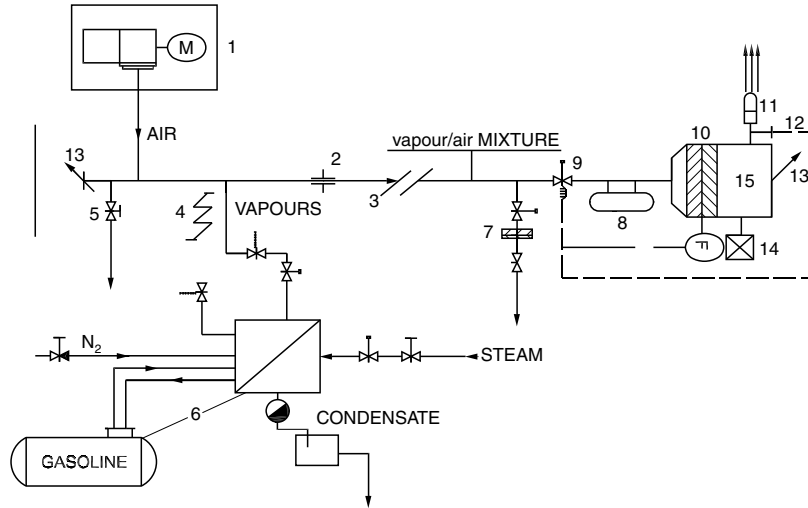 M
1
AIR
13
2
vapour/air MIXTURE
9
10
11
12
13
3
15
5
4
VAPOURS
7
8
F
14
N2
STEAM
6
CONDENSATE
GASOLINE